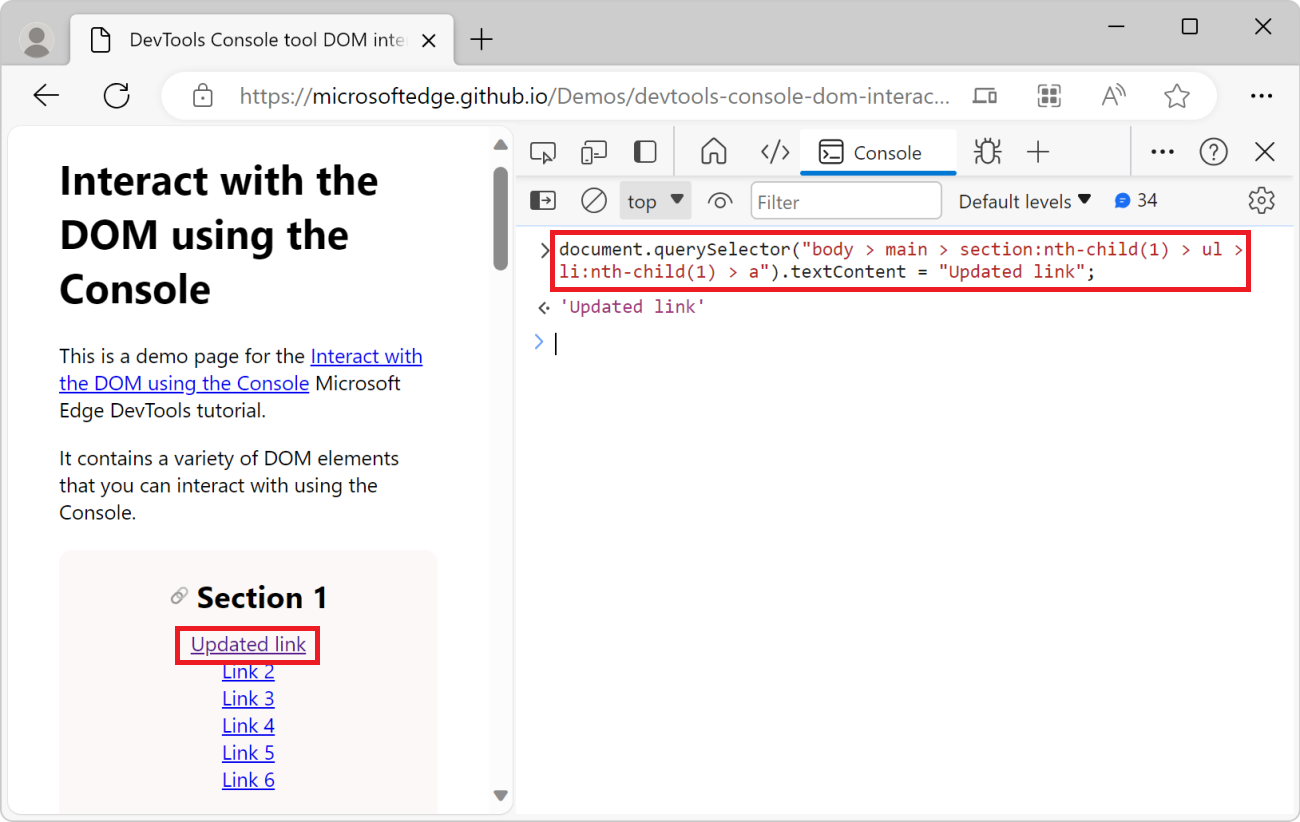 DevTools Console tool DOM inte
https://microsoftedge.github.io/Demos/devtools-console-dom-interac...
Interact with the
DOM using the
Console
This is a demo page for the Interact with
the DOM using the Console Microsoft
Edge DevTools tutorial.
It contains a variety of DOM elements
that you can interact with using the
Console.
Section 1
Updated link
Link 2
Link 3
Link 4
Link 5
Link 6
Console
top
Filter
Default levels
34
document.querySelector("body > main > section:nth-child(1) > ul >
li:nth-child(1) > a").textContent = "Updated link";
'Updated link'